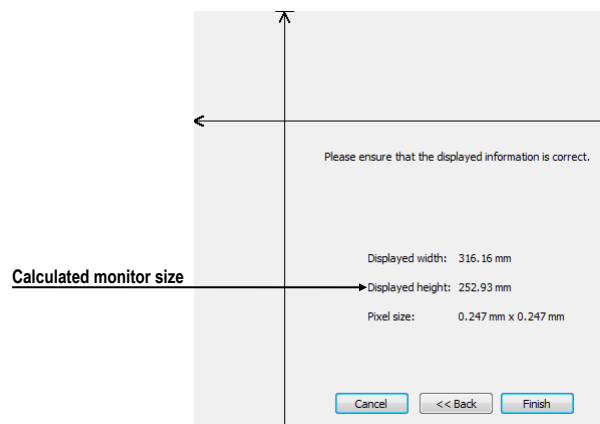 Please ensure that the displayed information is correct.
Displayed width: 316.16 mm
Calculated monitor size
Displayed height: 252.93 mm
Pixel size: 0.247 mm x 0.247 mm
Cancel << Back Finish